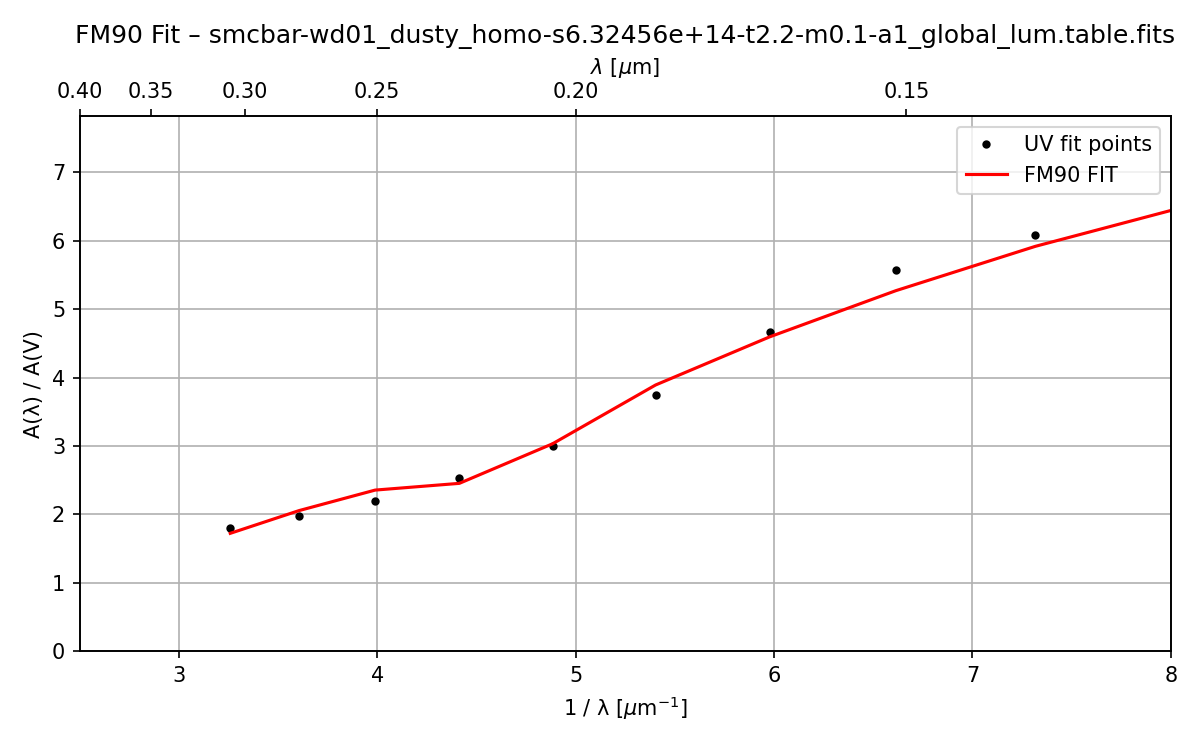 FM90 Fit – smcbar-wd01_dusty_homo-s6.32456e+14-t2.2-m0.1-a1_global_lum.table.fits
λ [μm]
0.40 0.35 0.30 0.25 0.20 0.15
UV fit points
FM90 FIT
7
6
5
4
3
2
1
0
A(λ) / A(V)
3 4 5 6 7 8
1 / λ [μm⁻¹]